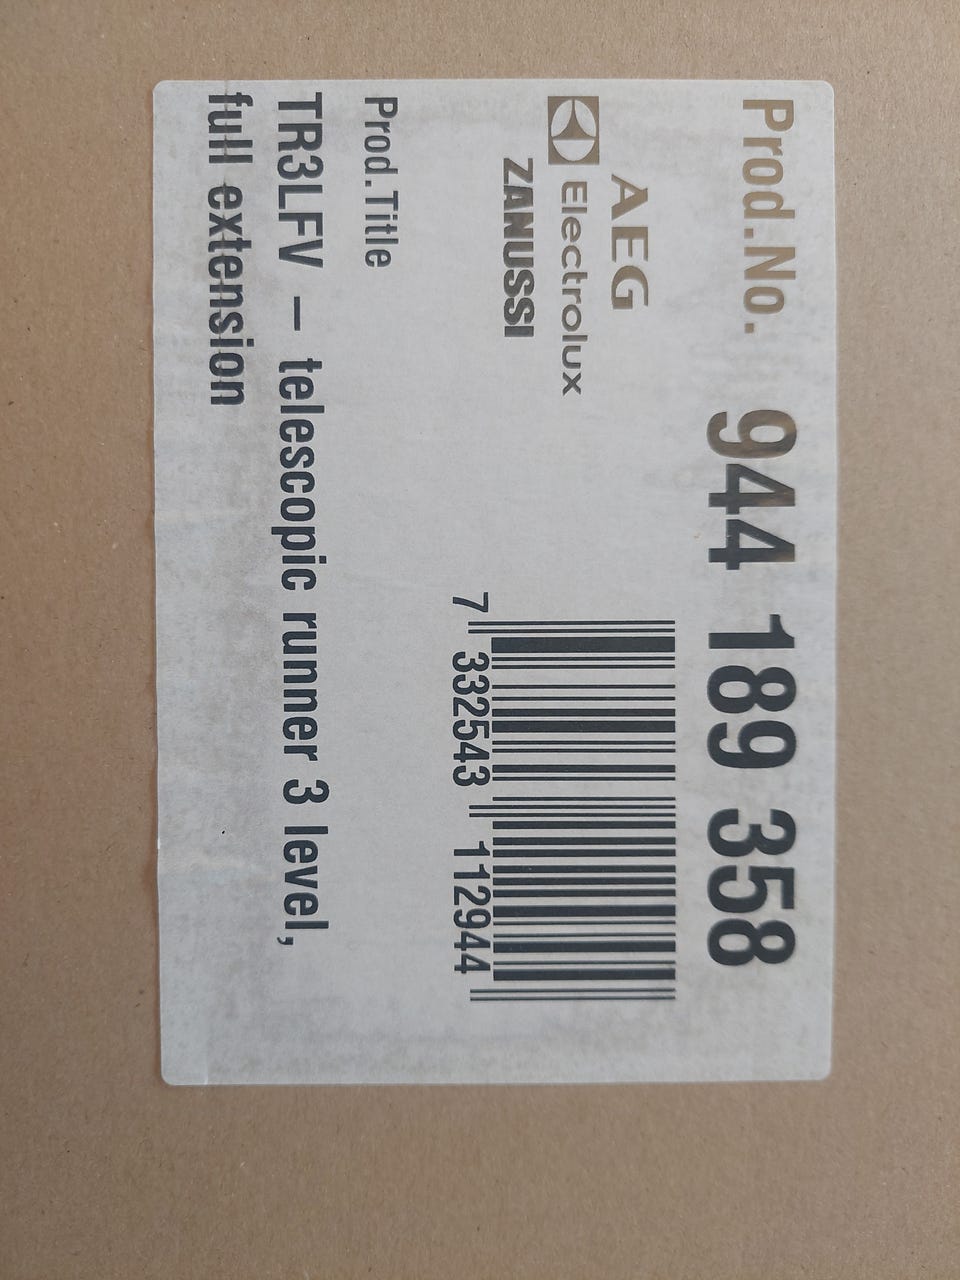 Prod.No. 944 189 358
AEG
Electrolux
ZANUSSI
7 332543 112944
Prod.Title
TR3LFV – telescopic runner 3 level,
full extension